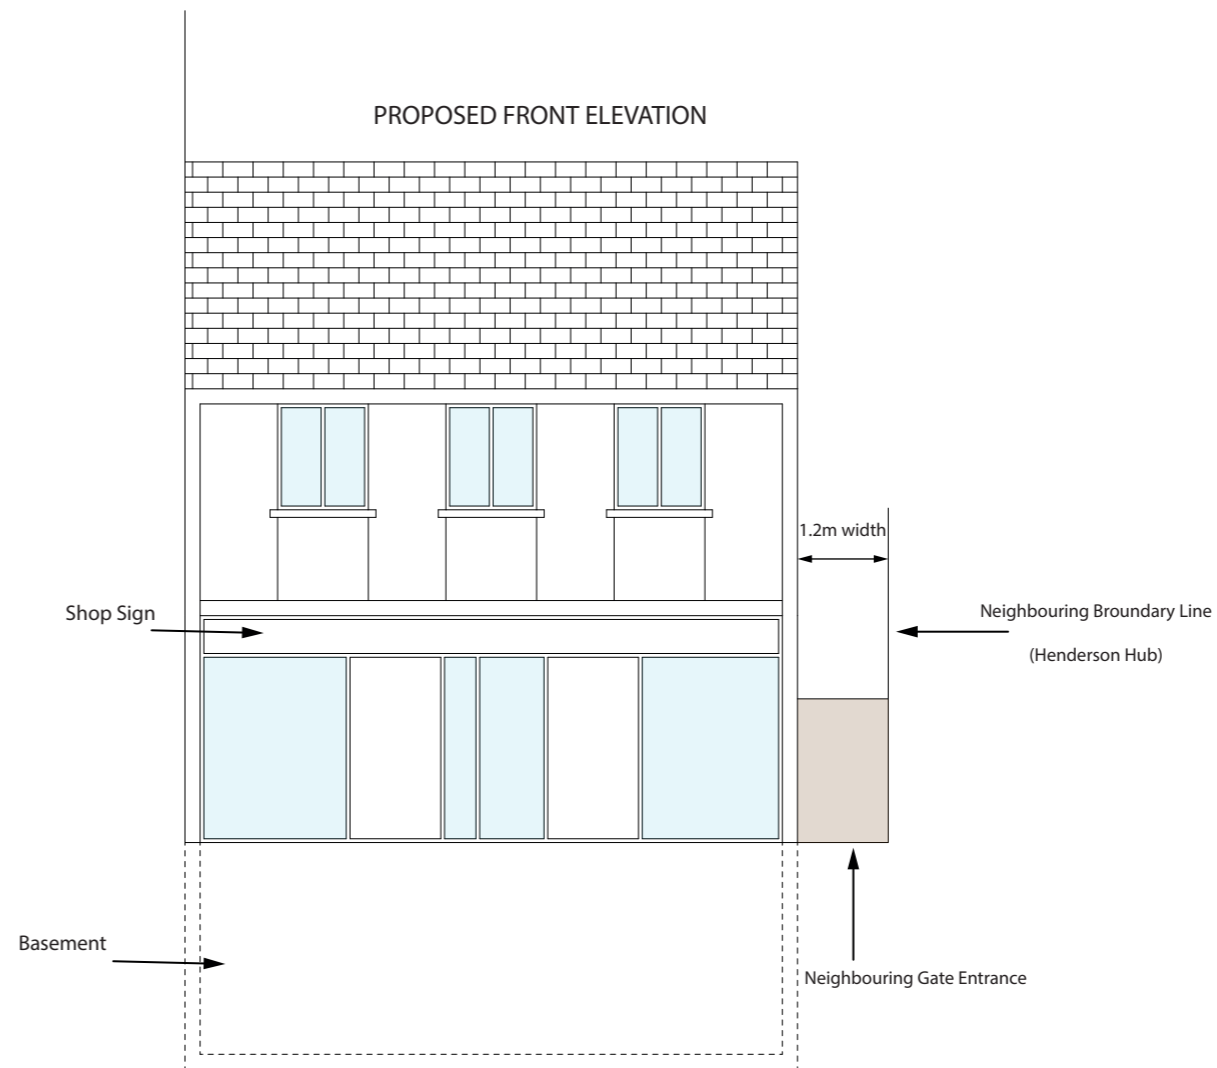 PROPOSED FRONT ELEVATION
1.2m width
Shop Sign
Neighbouring Broundary Line
(Henderson Hub)
Basement
Neighbouring Gate Entrance